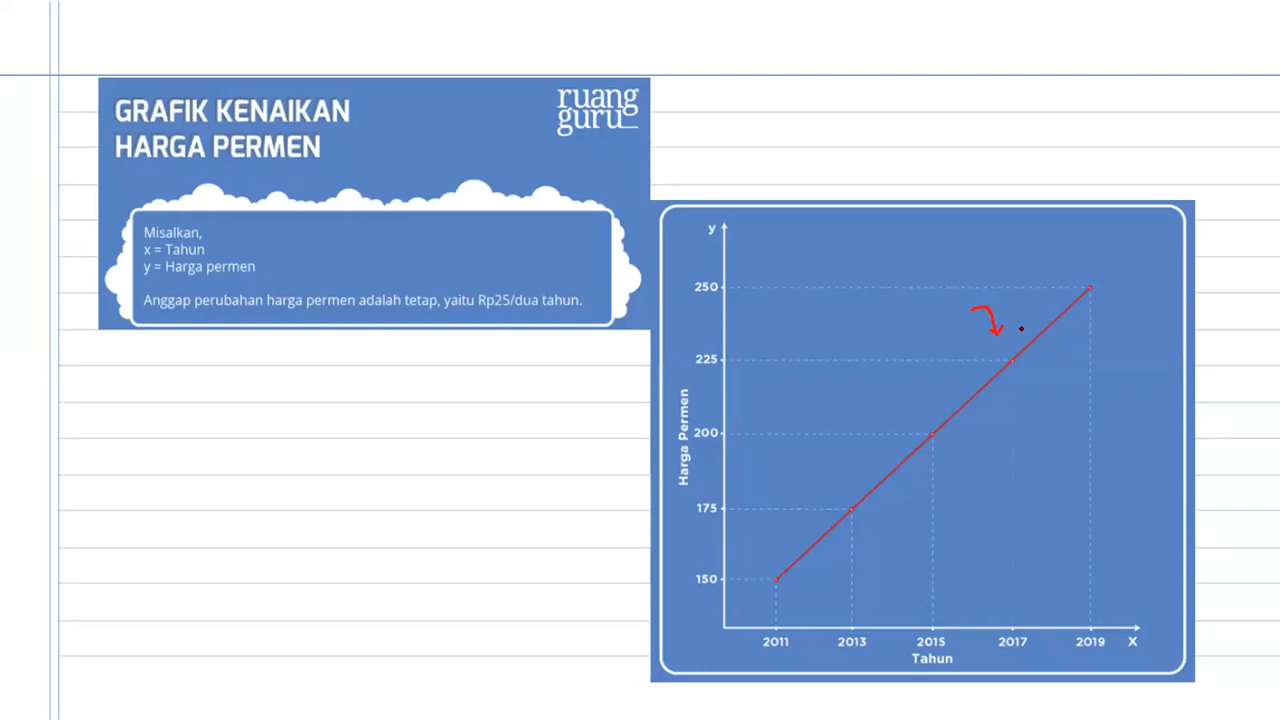 GRAFIK KENAIKAN
HARGA PERMEN
ruang
guru
Misalkan,
x = Tahun
y = Harga permen
Anggap perubahan harga permen adalah tetap, yaitu Rp25/dua tahun.
y
250
225
200
175
150
Harga Permen
2011 2013 2015 2017 2019 X
Tahun